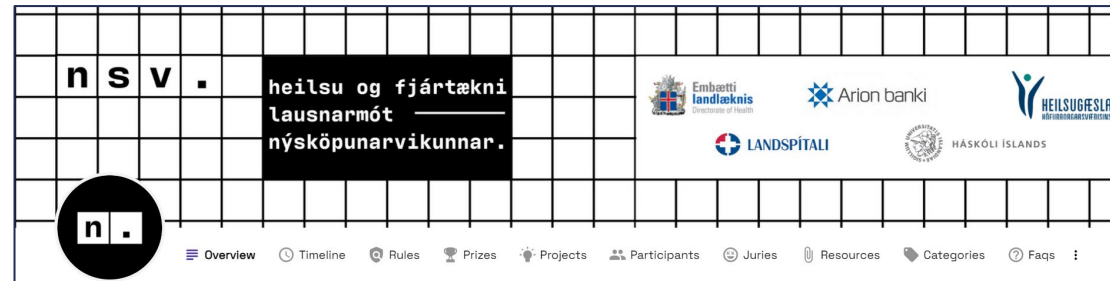 nsv.
heilsu og fjártækni
lausnarmót
nýsköpunarvikunnar.
Embætti
landlæknis
Directorate of Health
Arion banki
LANDSPÍTALI
HÁSKÓLI ÍSLANDS
n.
Overview
Timeline
Rules
Prizes
Projects
Participants
Juries
Resources
Categories
Faqs